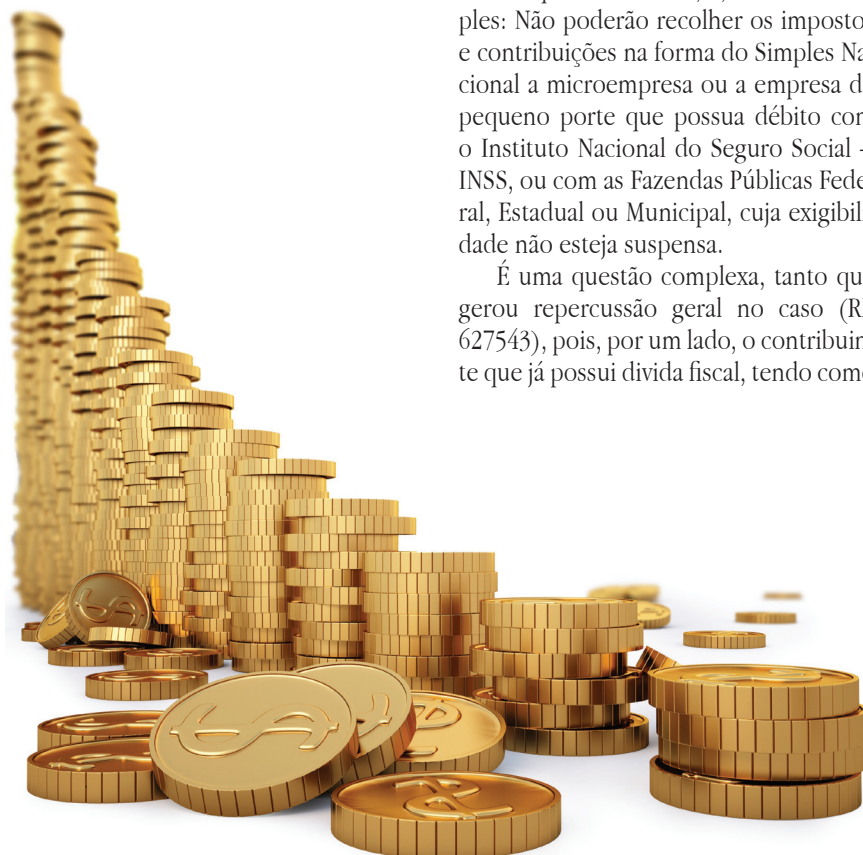 ples: Não poderão recolher os imposto
e contribuições na forma do Simples Na
cional a microempresa ou a empresa d
pequeno porte que possua débito con
o Instituto Nacional do Seguro Social -
INSS, ou com as Fazendas Públicas Fede
ral, Estadual ou Municipal, cuja exigibili
dade não esteja suspensa.
É uma questão complexa, tanto qu
gerou repercussão geral no caso (R
627543), pois, por um lado, o contribuin
te que já possui divida fiscal, tendo com